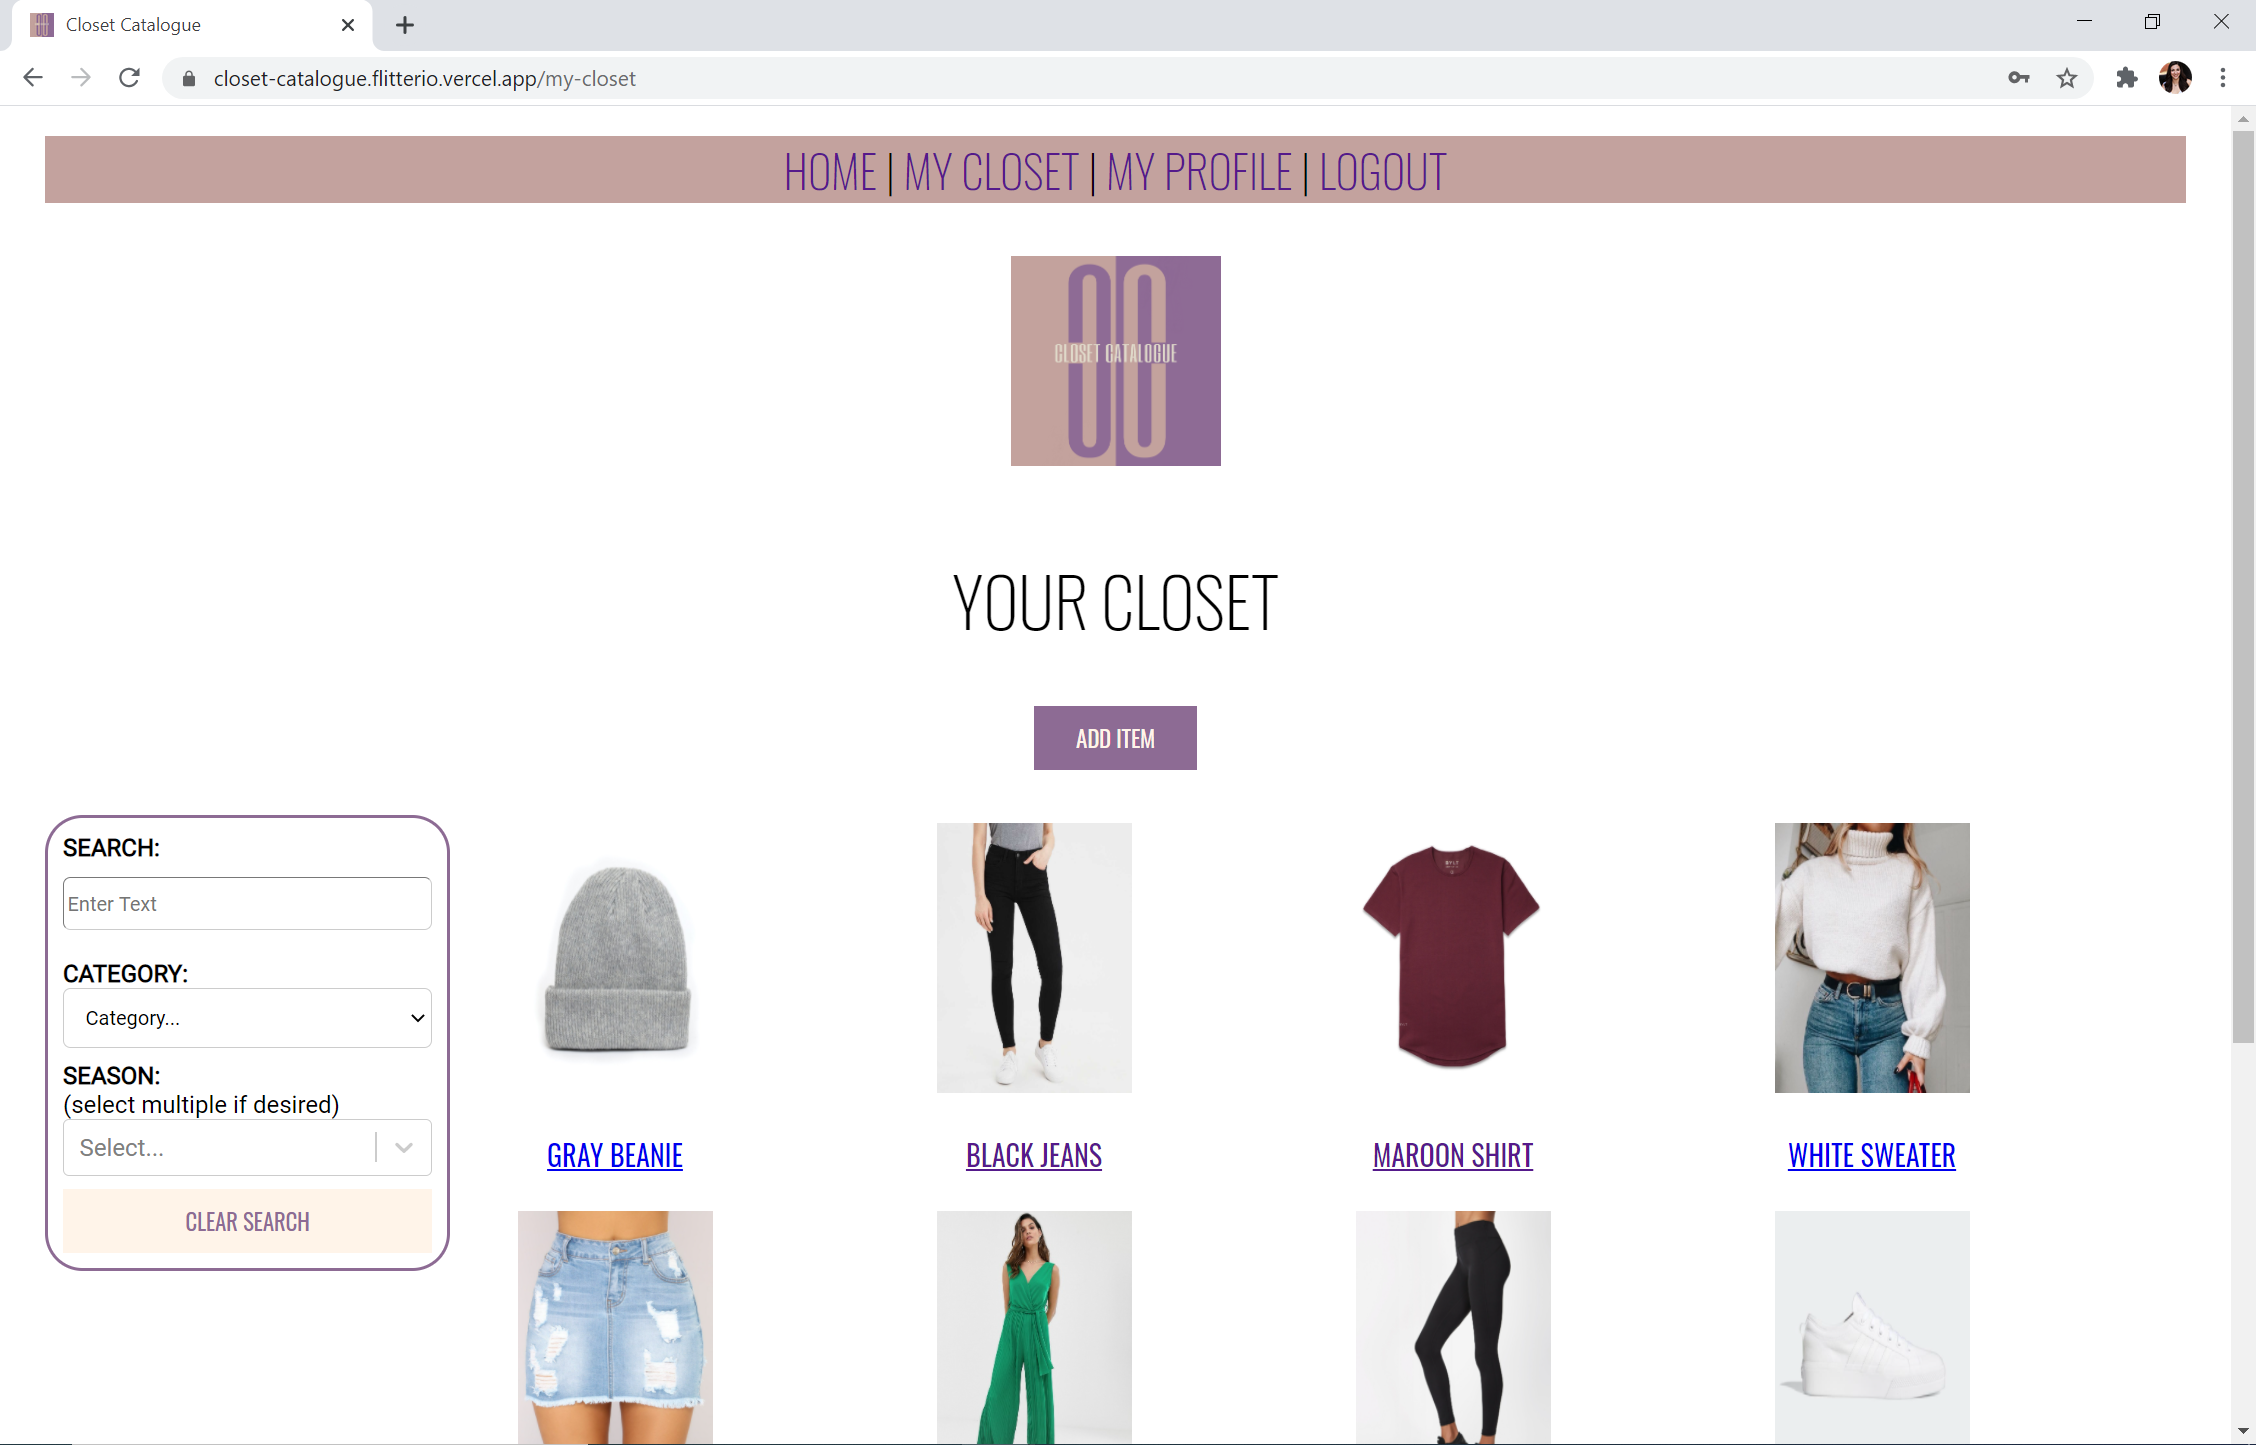 Closet Catalogue
closet-catalogue.flitterio.vercel.app/my-closet
HOME | MY CLOSET | MY PROFILE | LOGOUT
CLOSET CATALOGUE
YOUR CLOSET
ADD ITEM
SEARCH:
Enter Text
CATEGORY:
Category...
SEASON:
(select multiple if desired)
Select...
CLEAR SEARCH
GRAY BEANIE
BLACK JEANS
MAROON SHIRT
WHITE SWEATER